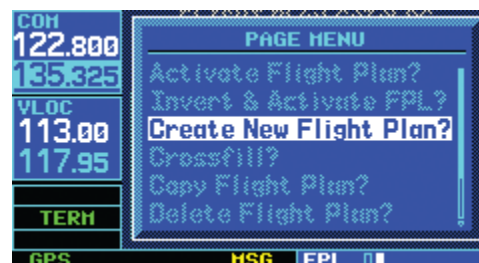 COM
122.800
135.325
VLOC
113.00
117.95
TERM
PAGE MENU
Activate Flight Plan?
Invert & Activate FPL?
Create New Flight Plan?
Crossfill?
Copy Flight Plan?
Delete Flight Plan?
GPS MSG FPL